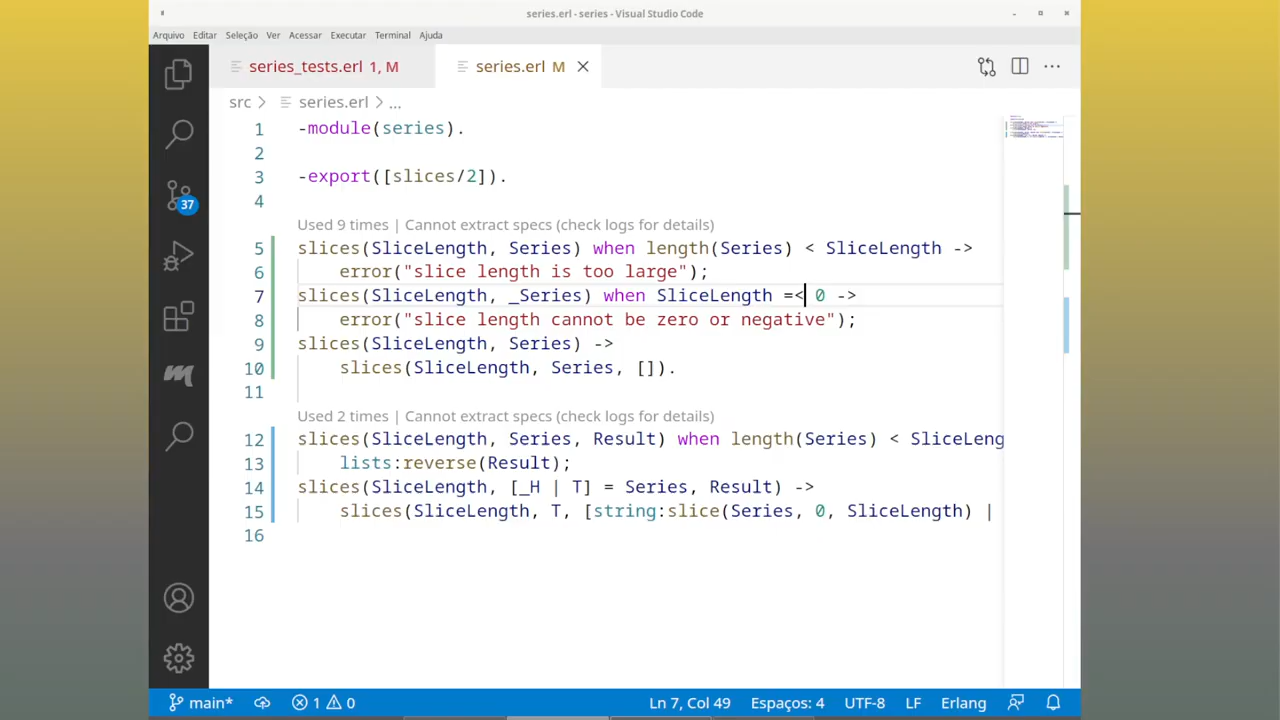 series.erl - series - Visual Studio Code
Arquivo Editar Seleção Ver Acessar Executar Terminal Ajuda
series_tests.erl 1, M series.erl M
src series.erl ...
1 -module(series).
2
3 -export([slices/2]).
4
Used 9 times | Cannot extract specs (check logs for details)
5 slices(SliceLength, Series) when length(Series) < SliceLength ->
6 error("slice length is too large");
7 slices(SliceLength, _Series) when SliceLength =< 0 ->
8 error("slice length cannot be zero or negative");
9 slices(SliceLength, Series) ->
10 slices(SliceLength, Series, []).
11
Used 2 times | Cannot extract specs (check logs for details)
12 slices(SliceLength, Series, Result) when length(Series) < SliceLeng
13 lists:reverse(Result);
14 slices(SliceLength, [_H | T] = Series, Result) ->
15 slices(SliceLength, T, [string:slice(Series, 0, SliceLength) |
16
37
main* 1 0 Ln 7, Col 49 Espaços: 4 UTF-8 LF Erlang